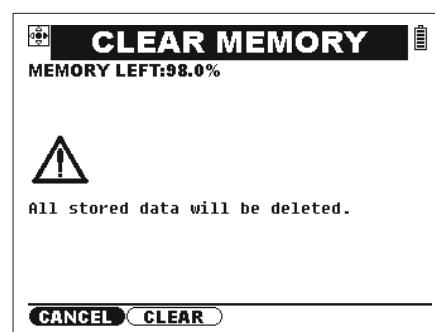 CLEAR MEMORY
MEMORY LEFT:98.0%
All stored data will be deleted.
CANCEL CLEAR